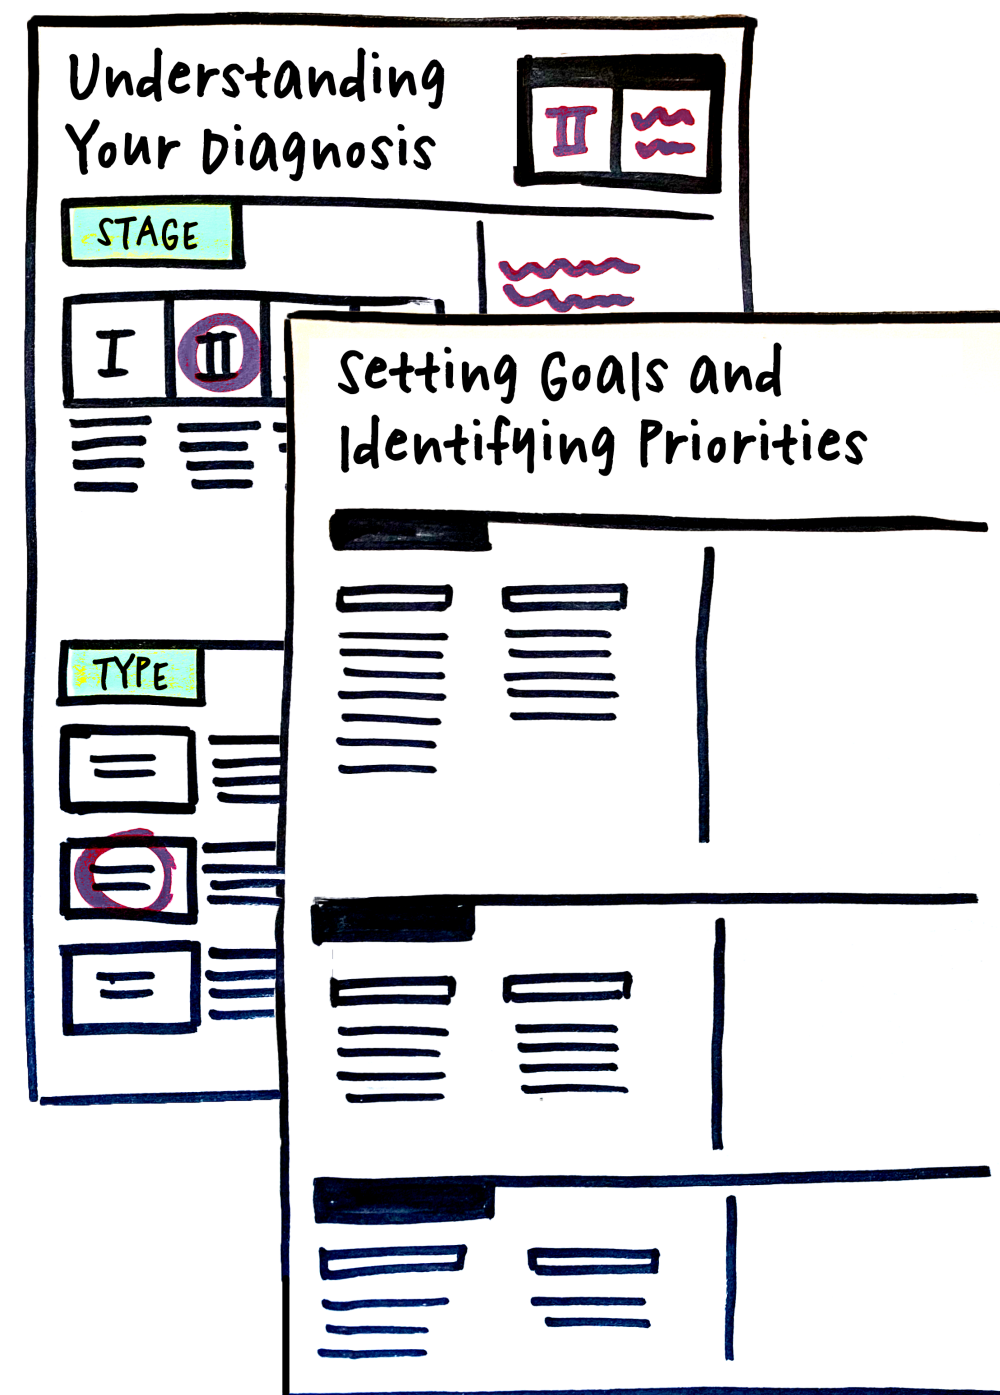 Understanding
Your Diagnosis
II
STAGE
I II
TYPE
Setting Goals and
Identifying Priorities